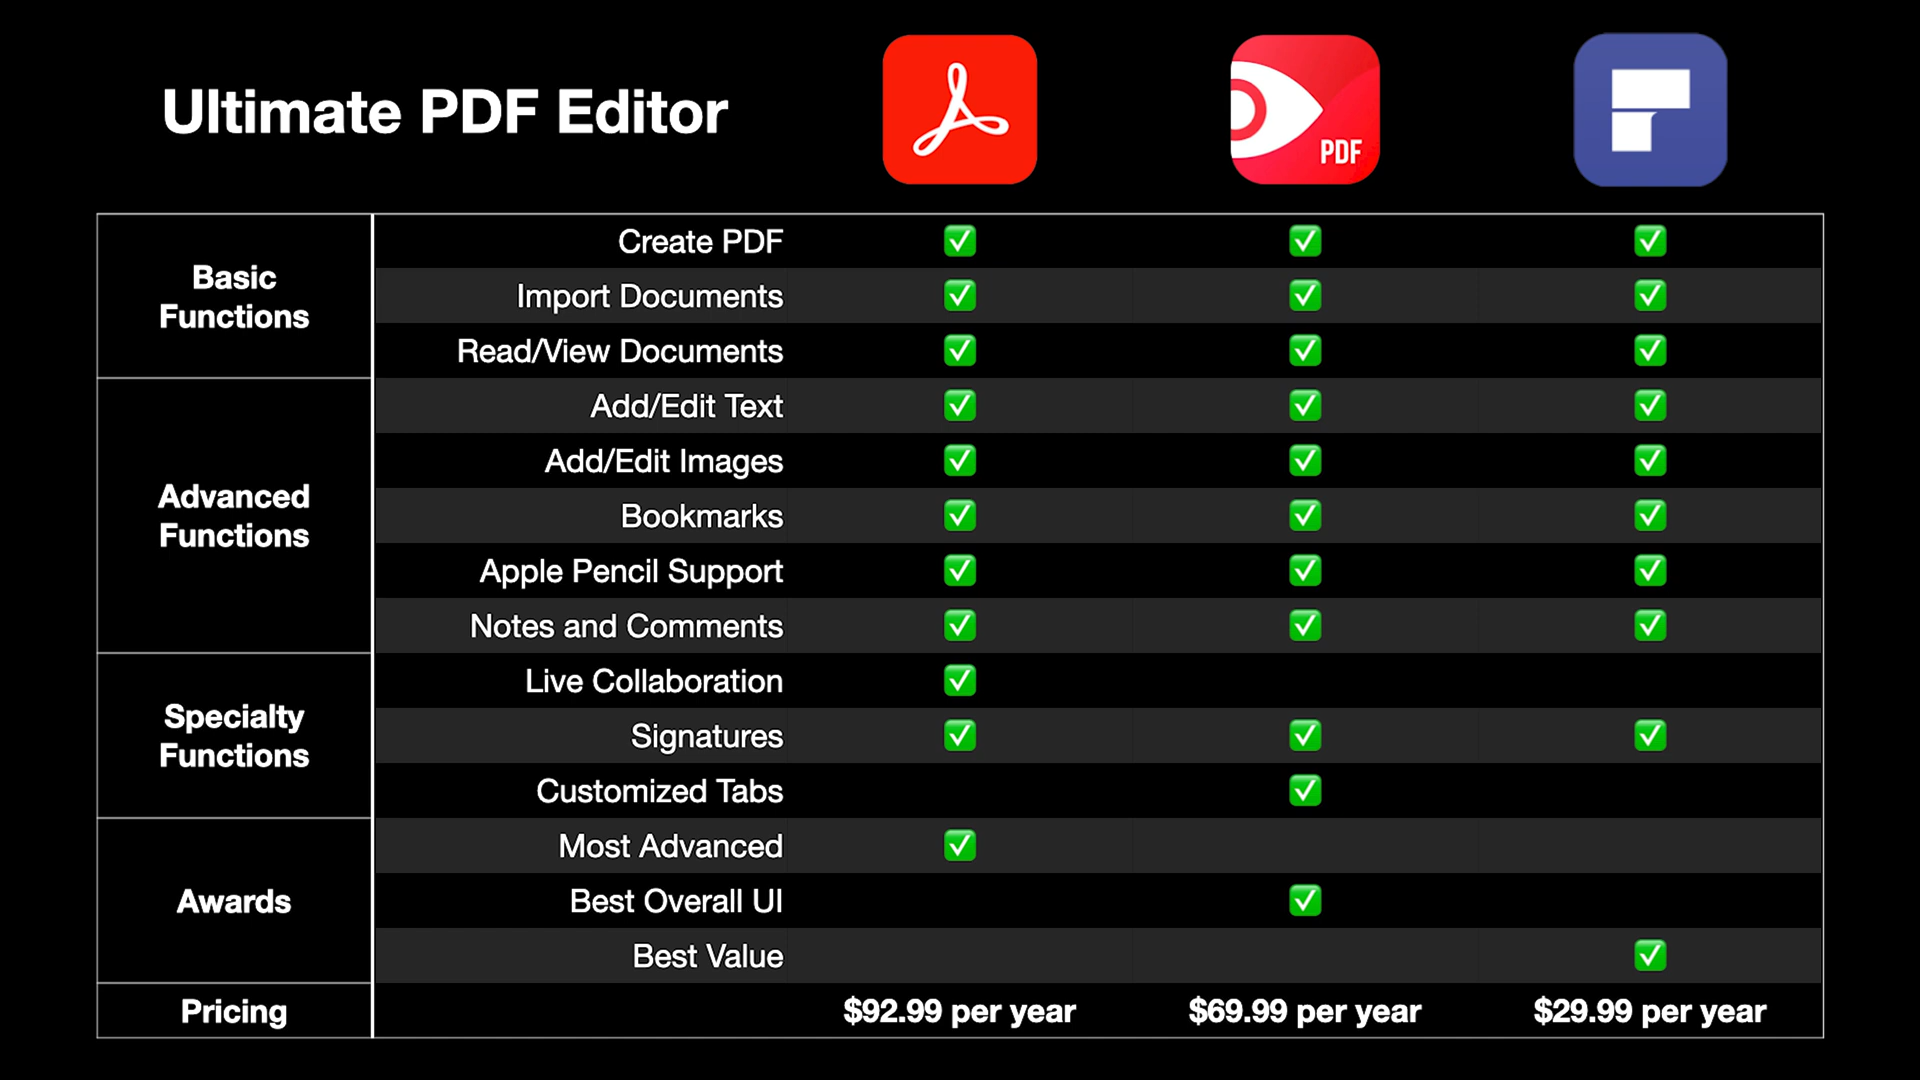 Ultimate PDF Editor
PDF
Basic
Functions
Create PDF ✅ ✅ ✅
Import Documents ✅ ✅ ✅
Read/View Documents ✅ ✅ ✅
Advanced
Functions
Add/Edit Text ✅ ✅ ✅
Add/Edit Images ✅ ✅ ✅
Bookmarks ✅ ✅ ✅
Apple Pencil Support ✅ ✅ ✅
Notes and Comments ✅ ✅ ✅
Specialty
Functions
Live Collaboration ✅
Signatures ✅ ✅ ✅
Customized Tabs ✅
Awards
Most Advanced ✅
Best Overall UI ✅
Best Value ✅
Pricing $92.99 per year $69.99 per year $29.99 per year